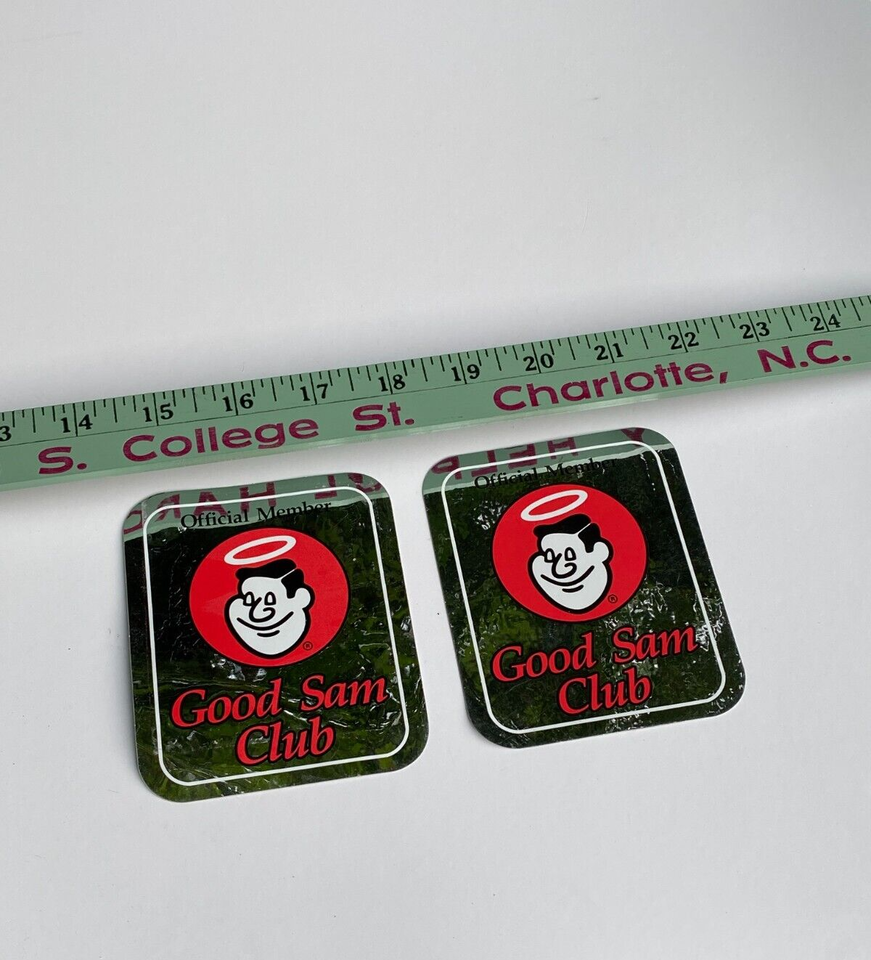 3 14 15 16 17 18 19 20 21 22 23 24
S. College St. Charlotte, N.C.
Official Member
®
Good Sam
Club
Official Member
®
Good Sam
Club